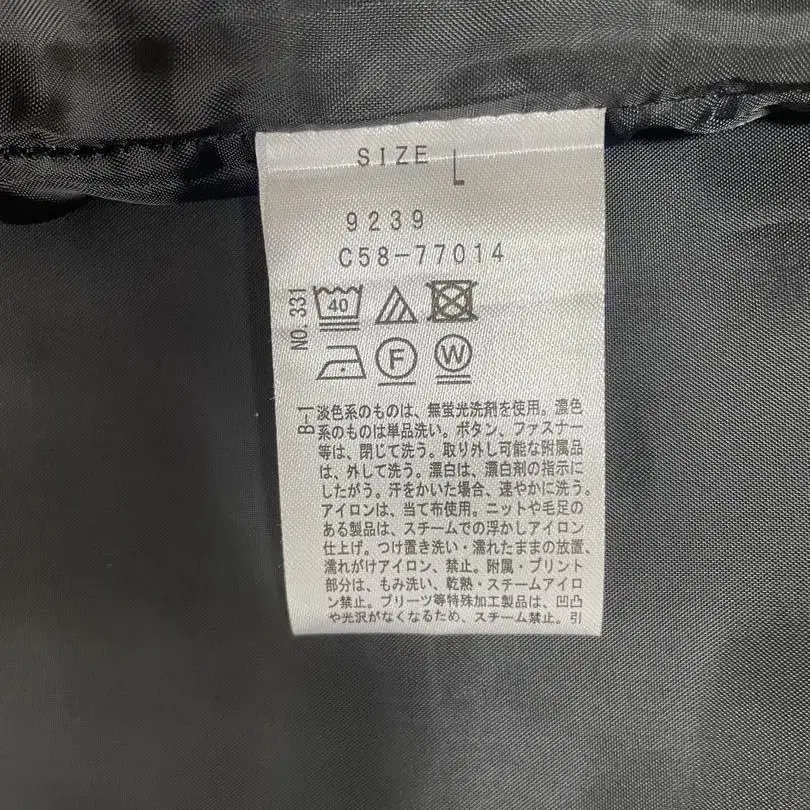 SIZE L
9239
C58-77014
NO.331
40
F W
B-1
淡色系のものは、無蛍光洗剤を使用。濃色
系のものは単品洗い。ボタン、ファスナー
等は、閉じて洗う。取り外し可能な附属品
は、外して洗う。漂白は、漂白剤の指示に
したがう。汗をかいた場合、速やかに洗う。
アイロンは、当て布使用。ニットや毛足の
ある製品は、スチームでの浮かしアイロン
仕上げ。つけ置き洗い・濡れたままの放置、
濡れがけアイロン、禁止。附属・プリント
部分は、もみ洗い、乾熱・スチームアイロ
ン禁止。プリーツ等特殊加工製品は、凹凸
や光沢がなくなるため、スチーム禁止。引